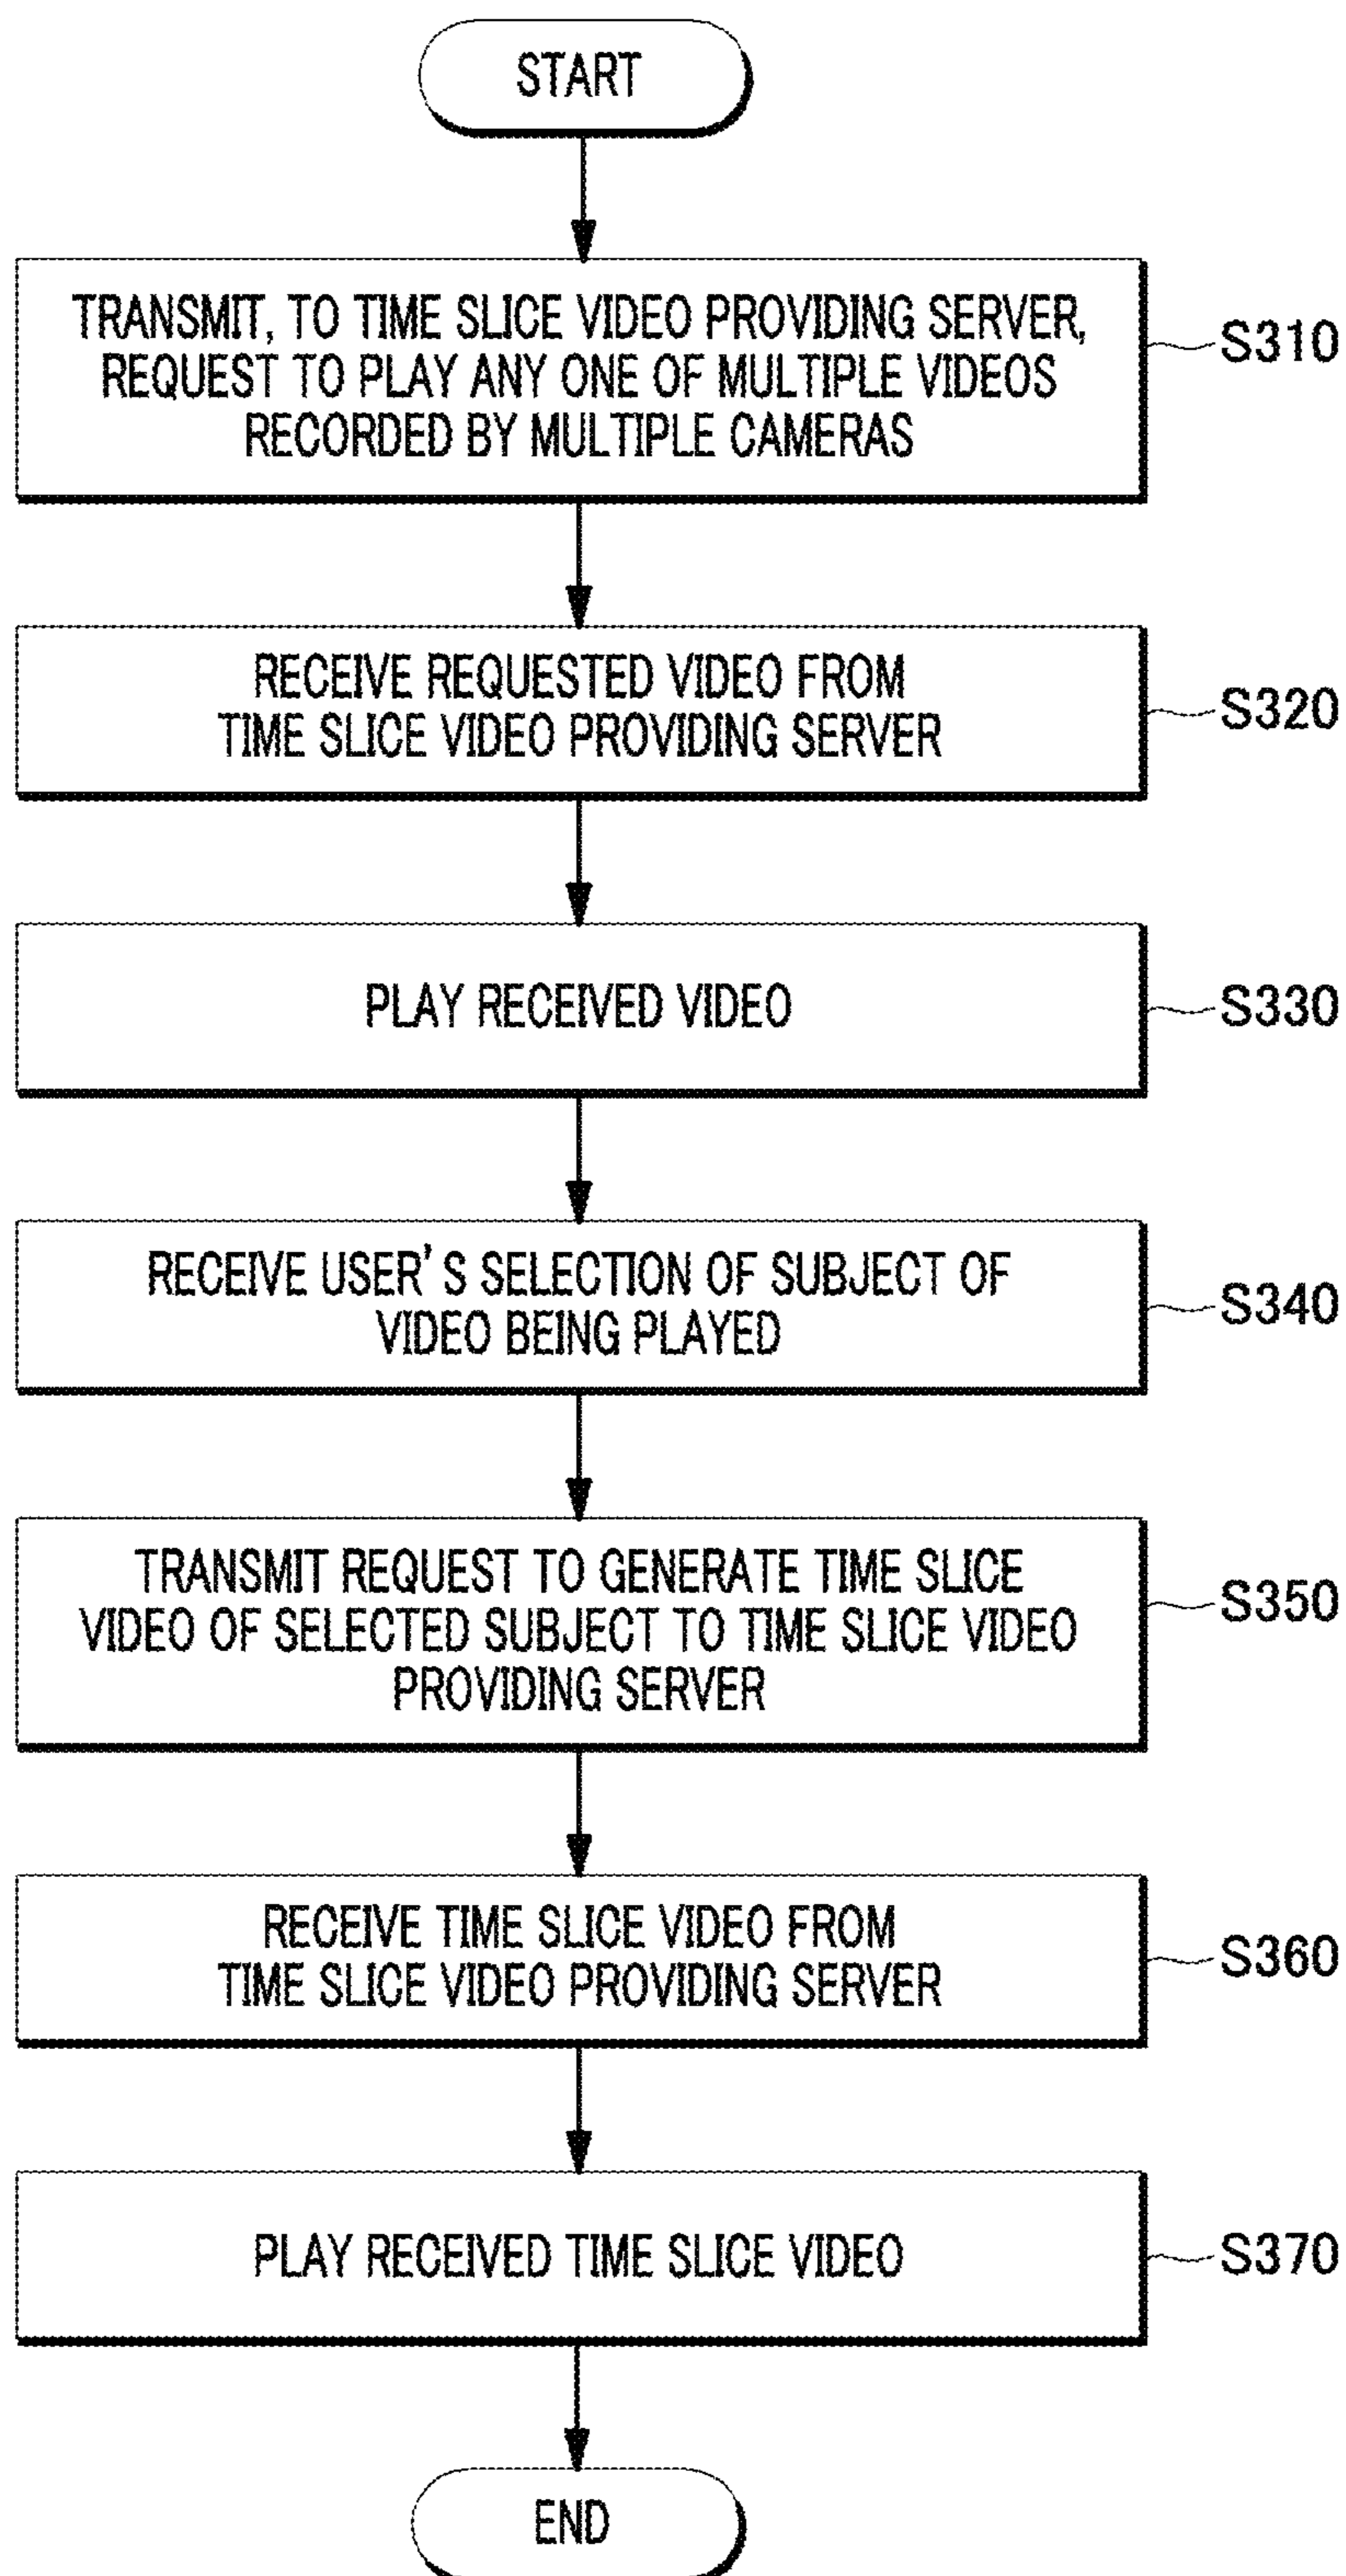 START
TRANSMIT, TO TIME SLICE VIDEO PROVIDING SERVER,
REQUEST TO PLAY ANY ONE OF MULTIPLE VIDEOS
RECORDED BY MULTIPLE CAMERAS
S310
RECEIVE REQUESTED VIDEO FROM
TIME SLICE VIDEO PROVIDING SERVER
S320
PLAY RECEIVED VIDEO
S330
RECEIVE USER'S SELECTION OF SUBJECT OF
VIDEO BEING PLAYED
S340
TRANSMIT REQUEST TO GENERATE TIME SLICE
VIDEO OF SELECTED SUBJECT TO TIME SLICE VIDEO
PROVIDING SERVER
S350
RECEIVE TIME SLICE VIDEO FROM
TIME SLICE VIDEO PROVIDING SERVER
S360
PLAY RECEIVED TIME SLICE VIDEO
S370
END